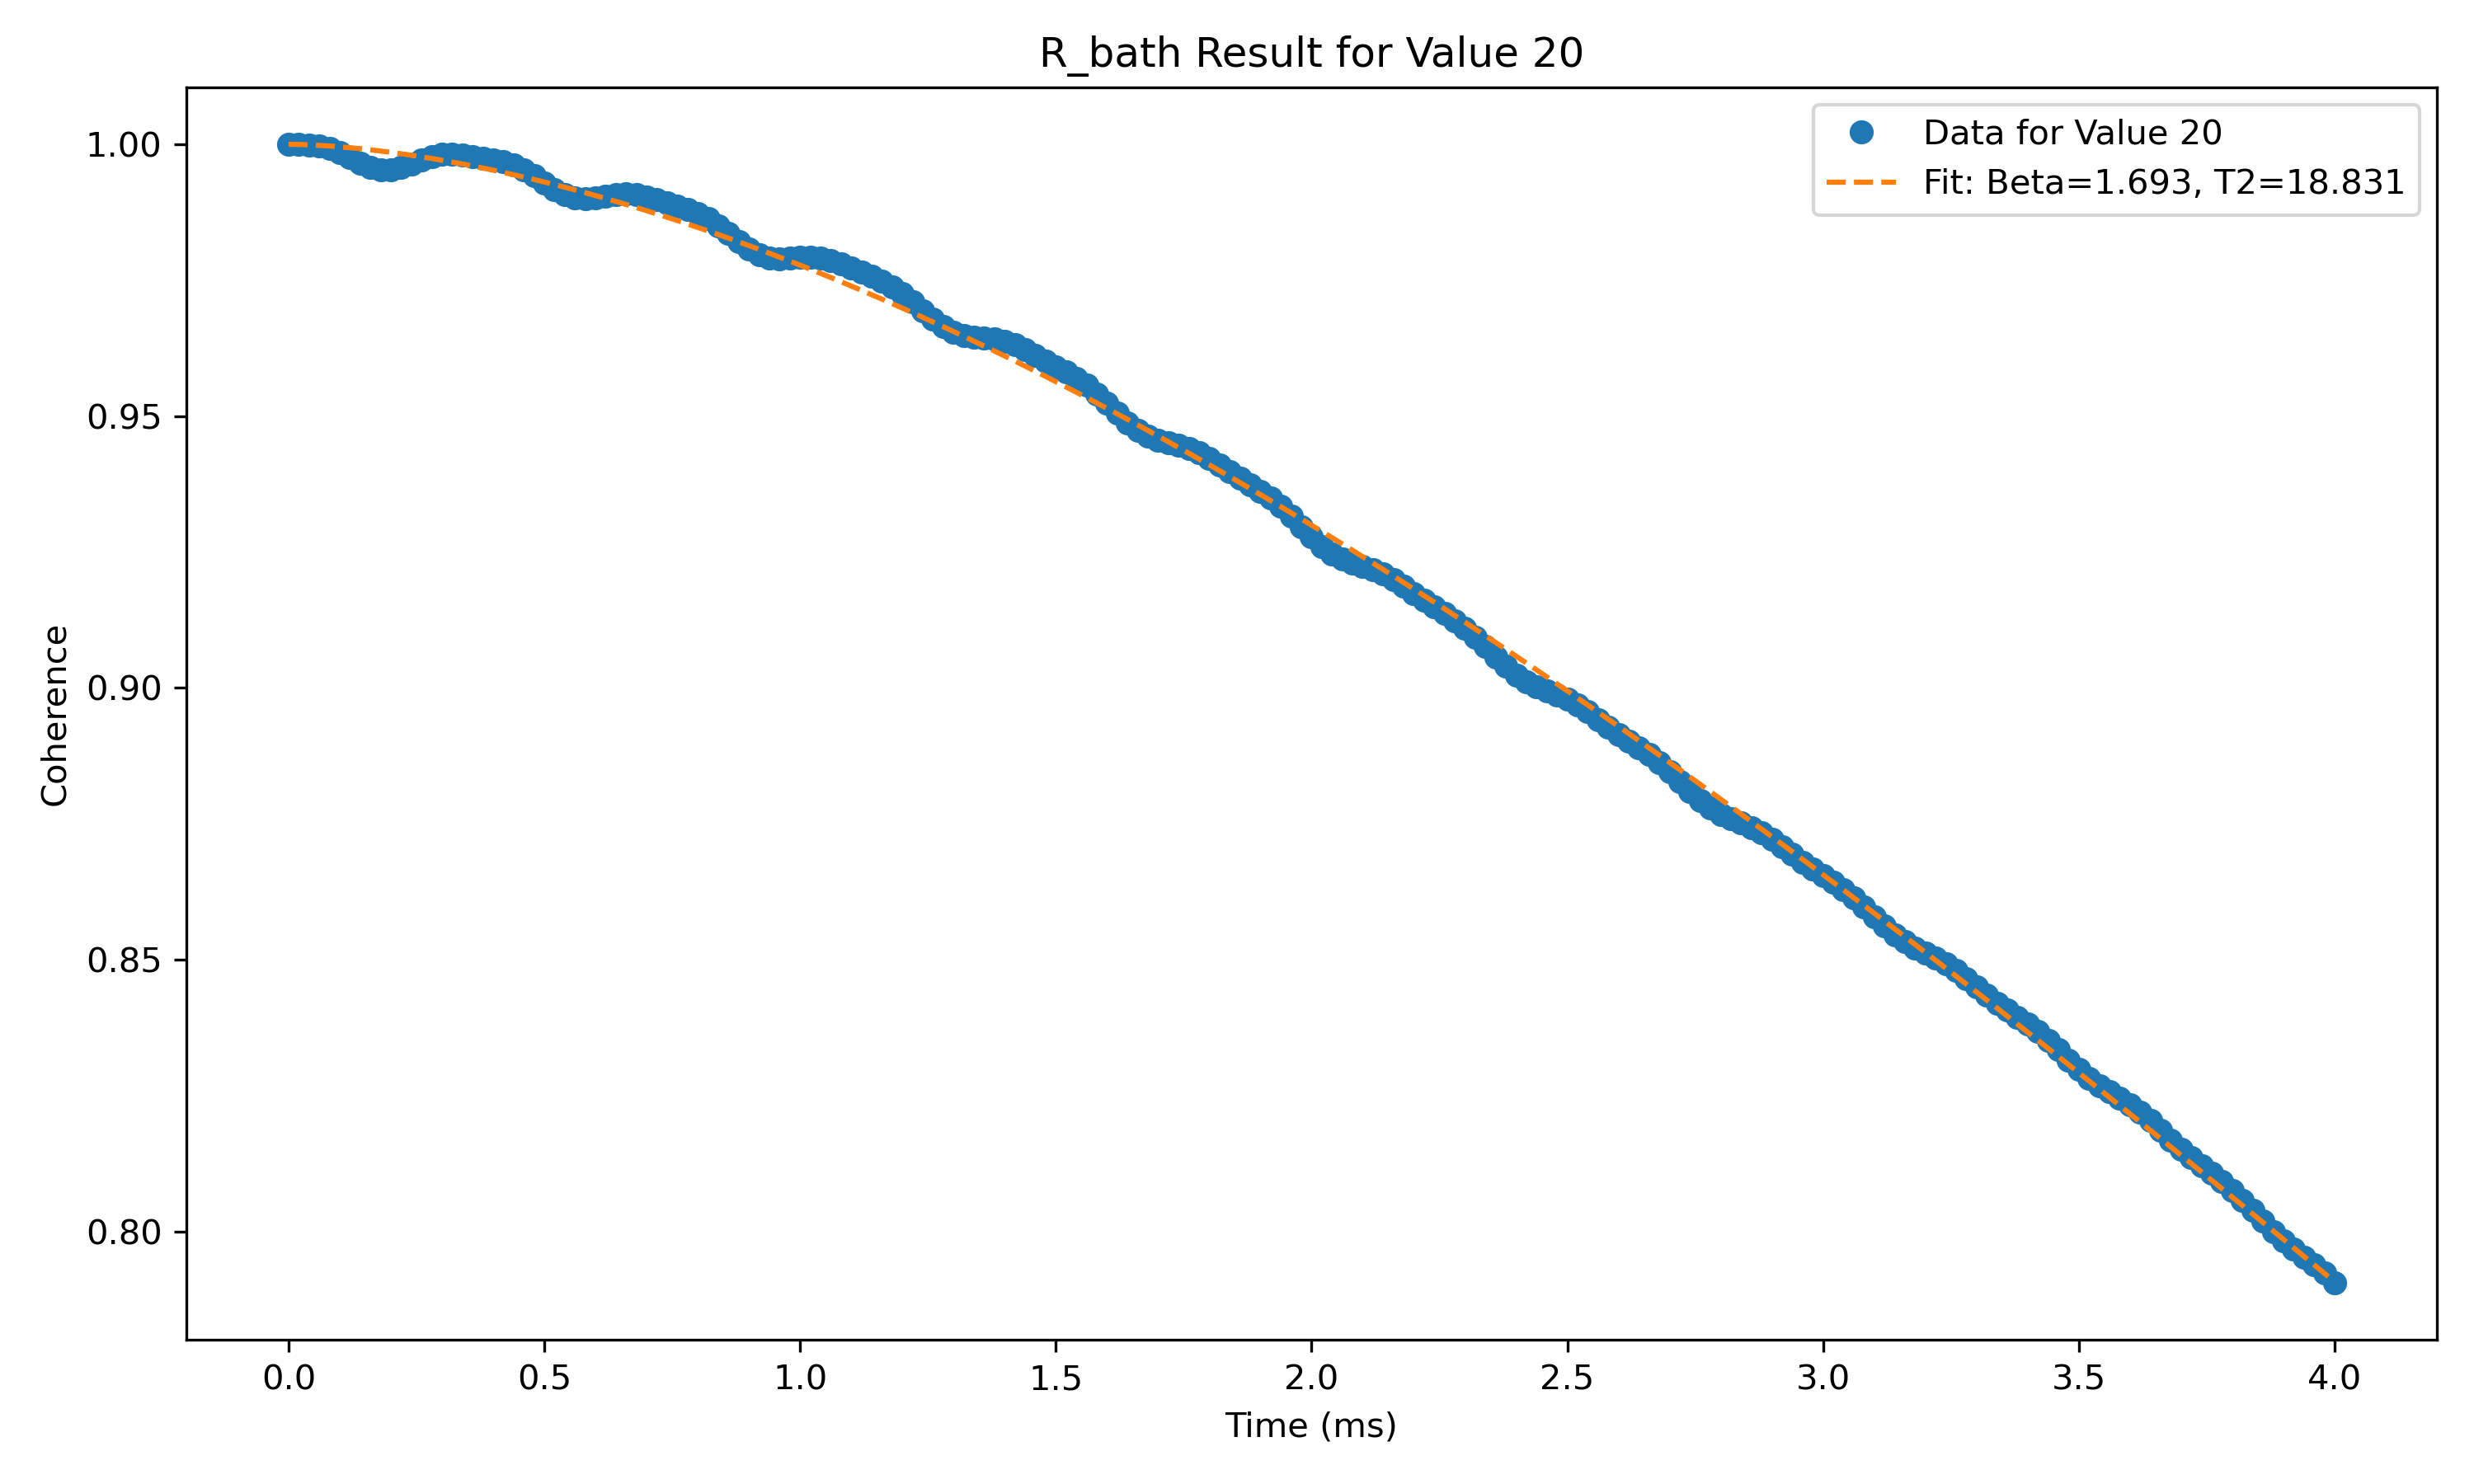 R_bath Result for Value 20
Data for Value 20
Fit: Beta=1.693, T2=18.831
Coherence
1.00
0.95
0.90
0.85
0.80
0.0 0.5 1.0 1.5 2.0 2.5 3.0 3.5 4.0
Time (ms)